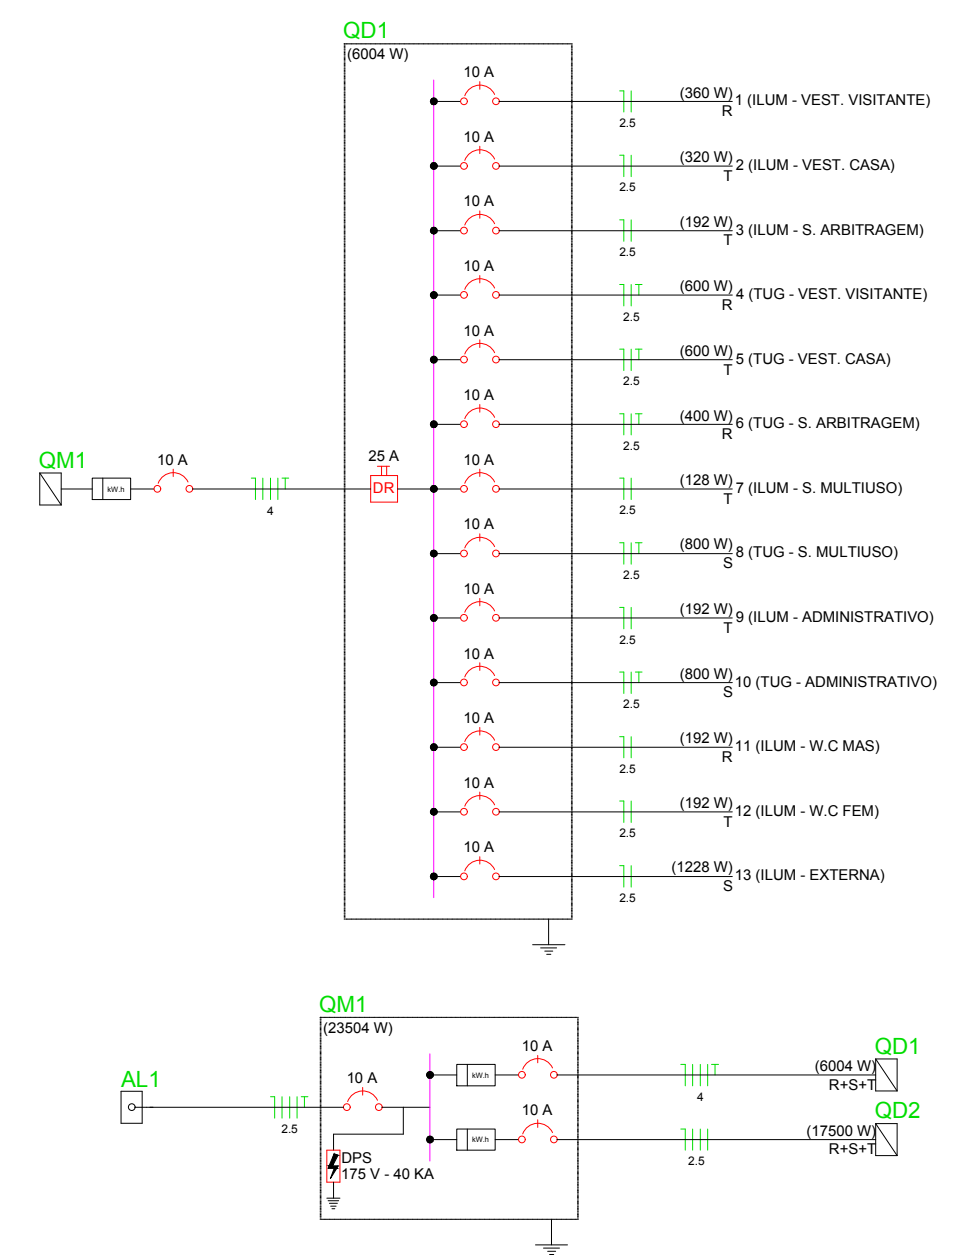 QD1
(6004 W)
10 A
(360 W)
1 (ILUM - VEST. VISITANTE)
R
2.5
10 A
(320 W)
2 (ILUM - VEST. CASA)
T
2.5
10 A
(192 W)
3 (ILUM - S. ARBITRAGEM)
T
2.5
10 A
(600 W)
4 (TUG - VEST. VISITANTE)
R
2.5
10 A
(600 W)
5 (TUG - VEST. CASA)
T
2.5
10 A
(400 W)
6 (TUG - S. ARBITRAGEM)
R
2.5
QM1
kW.h
10 A
4
25 A
DR
10 A
(128 W)
7 (ILUM - S. MULTIUSO)
T
2.5
10 A
(800 W)
8 (TUG - S. MULTIUSO)
S
2.5
10 A
(192 W)
9 (ILUM - ADMINISTRATIVO)
T
2.5
10 A
(800 W)
10 (TUG - ADMINISTRATIVO)
S
2.5
10 A
(192 W)
11 (ILUM - W.C MAS)
R
2.5
10 A
(192 W)
12 (ILUM - W.C FEM)
T
2.5
10 A
(1228 W)
13 (ILUM - EXTERNA)
S
2.5
QM1
(23504 W)
AL1
2.5
10 A
DPS
175 V - 40 KA
kW.h
10 A
4
(6004 W)
R+S+T
QD1
kW.h
10 A
2.5
(17500 W)
R+S+T
QD2